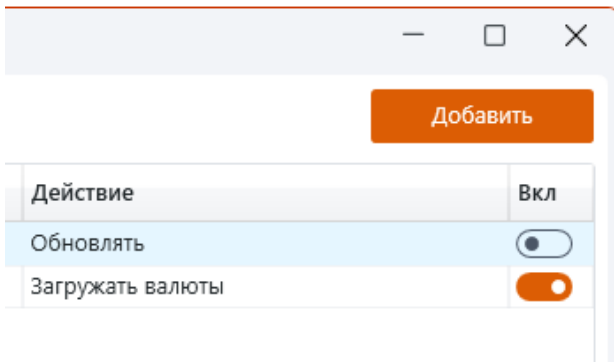 Добавить
Действие Вкл
Обновлять
Загружать валюты